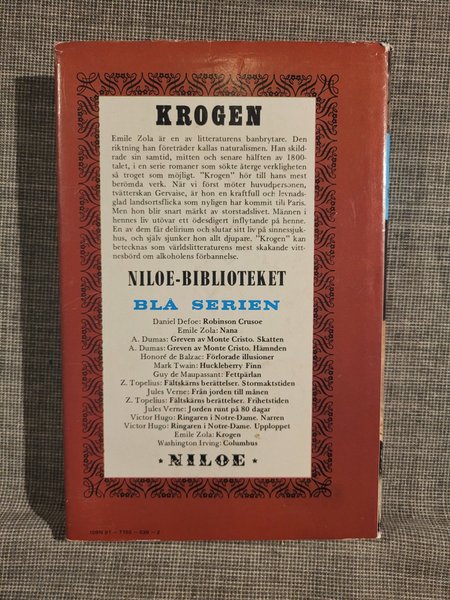 KROGEN
Emile Zola är en av litteraturens banbrytare. Den
riktning han företräder kallas naturalismen. Han skild-
rade sin samtid, mitten och senare hälften av 1800-
talet, i en serie romaner som sökte återge verkligheten
så troget som möjligt. "Krogen" hör till hans mest
berömda verk. När vi först möter huvudpersonen,
tvätterskan Gervaise, är hon en kraftfull och levnads-
glad landsortsflicka som nyligen har kommit till Paris.
Men hon blir snart märkt av storstadslivet. Männen i
hennes liv utövar ett ödesdigert inflytande på henne.
En av dem får delirium och slutar sitt liv på sinnessjuk-
hus, och själv sjunker hon allt djupare. "Krogen" kan
betecknas som världslitteraturens mest skakande vitt-
nesbörd om alkoholens förbannelse.
NILOE-BIBLIOTEKET
BLÅ SERIEN
Daniel Defoe: Robinson Crusoe
Emile Zola: Nana
A. Dumas: Greven av Monte Cristo. Skatten
A. Dumas: Greven av Monte Cristo. Hämnden
Honoré de Balzac: Förlorade illusioner
Mark Twain: Huckleberry Finn
Guy de Maupassant: Fettpärlan
Z. Topelius: Fältskärns berättelser. Stormaktstiden
Jules Verne: Från jorden till månen
Z. Topelius: Fältskärns berättelser. Frihetstiden
Jules Verne: Jorden runt på 80 dagar
Victor Hugo: Ringaren i Notre-Dame. Narren
Victor Hugo: Ringaren i Notre-Dame. Upploppet
Emile Zola: Krogen
Washington Irving: Columbus
* NILOE *